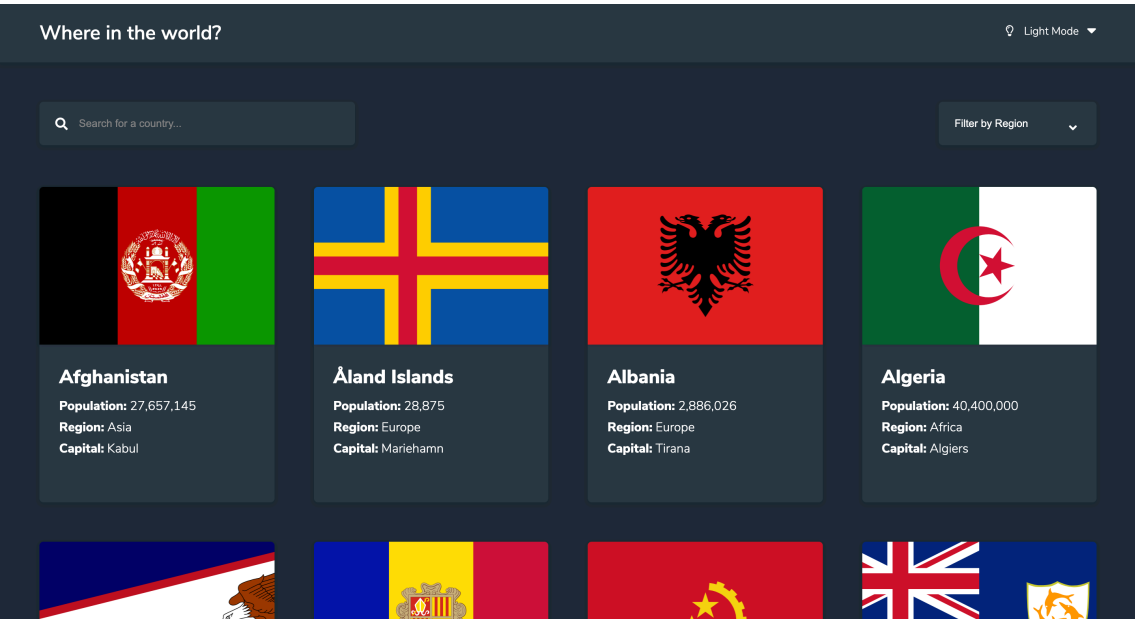 Where in the world?
Light Mode
Search for a country...
Filter by Region
Afghanistan
Population: 27,657,145
Region: Asia
Capital: Kabul
Åland Islands
Population: 28,875
Region: Europe
Capital: Mariehamn
Albania
Population: 2,886,026
Region: Europe
Capital: Tirana
Algeria
Population: 40,400,000
Region: Africa
Capital: Algiers